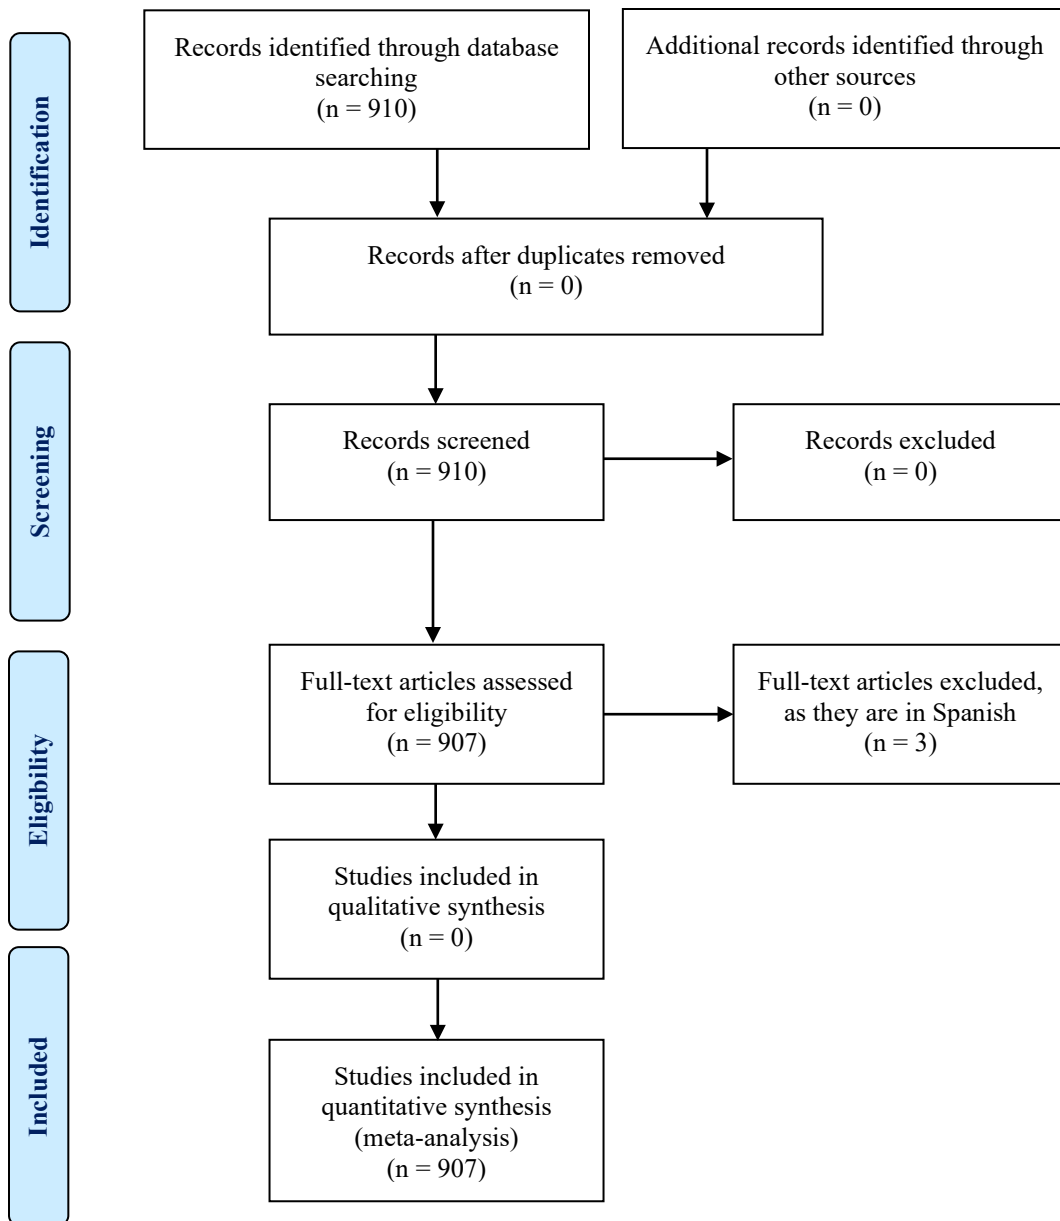 Identification
Records identified through database
searching
(n = 910)
Additional records identified through
other sources
(n = 0)
Records after duplicates removed
(n = 0)
Screening
Records screened
(n = 910)
Records excluded
(n = 0)
Eligibility
Full-text articles assessed
for eligibility
(n = 907)
Full-text articles excluded,
as they are in Spanish
(n = 3)
Studies included in
qualitative synthesis
(n = 0)
Included
Studies included in
quantitative synthesis
(meta-analysis)
(n = 907)